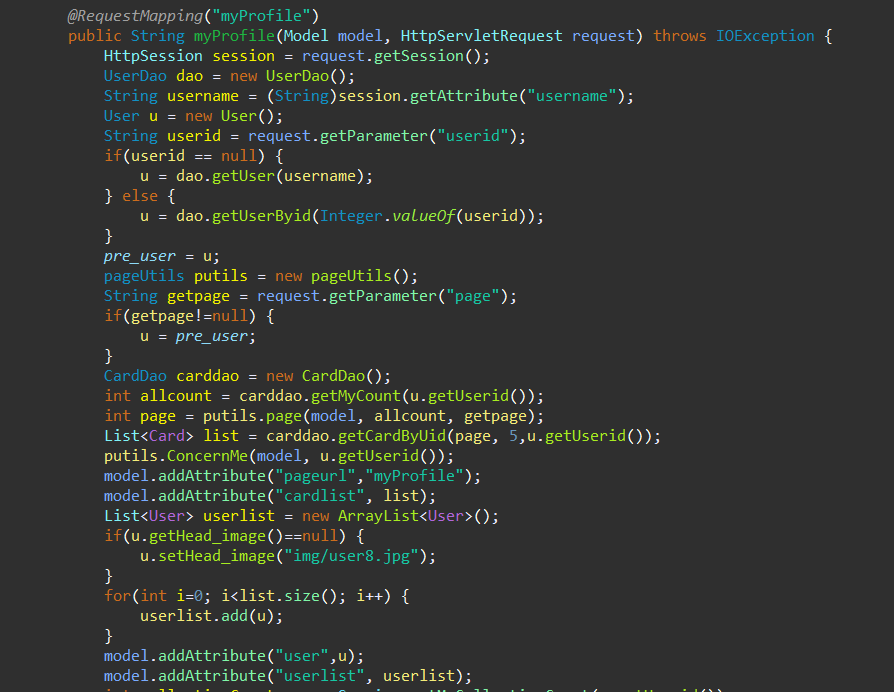 @RequestMapping("myProfile")
public String myProfile(Model model, HttpServletRequest request) throws IOException {
HttpSession session = request.getSession();
UserDao dao = new UserDao();
String username = (String)session.getAttribute("username");
User u = new User();
String userid = request.getParameter("userid");
if(userid == null) {
u = dao.getUser(username);
} else {
u = dao.getUserByid(Integer.valueOf(userid));
}
pre_user = u;
pageUtils putils = new pageUtils();
String getpage = request.getParameter("page");
if(getpage!=null) {
u = pre_user;
}
CardDao carddao = new CardDao();
int allcount = carddao.getMyCount(u.getUserid());
int page = putils.page(model, allcount, getpage);
List<Card> list = carddao.getCardByUid(page, 5,u.getUserid());
putils.ConcernMe(model, u.getUserid());
model.addAttribute("pageurl","myProfile");
model.addAttribute("cardlist", list);
List<User> userlist = new ArrayList<User>();
if(u.getHead_image()==null) {
u.setHead_image("img/user8.jpg");
}
for(int i=0; i<list.size(); i++) {
userlist.add(u);
}
model.addAttribute("user",u);
model.addAttribute("userlist", userlist);